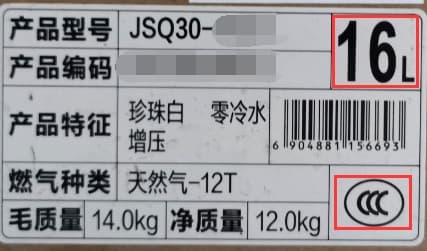 产品型号 JSQ30-
16L
产品编码
产品特征 珍珠白 零冷水
增压
6 904881 156693
燃气种类 天然气-12T
CCC
毛质量 14.0kg 净质量 12.0kg